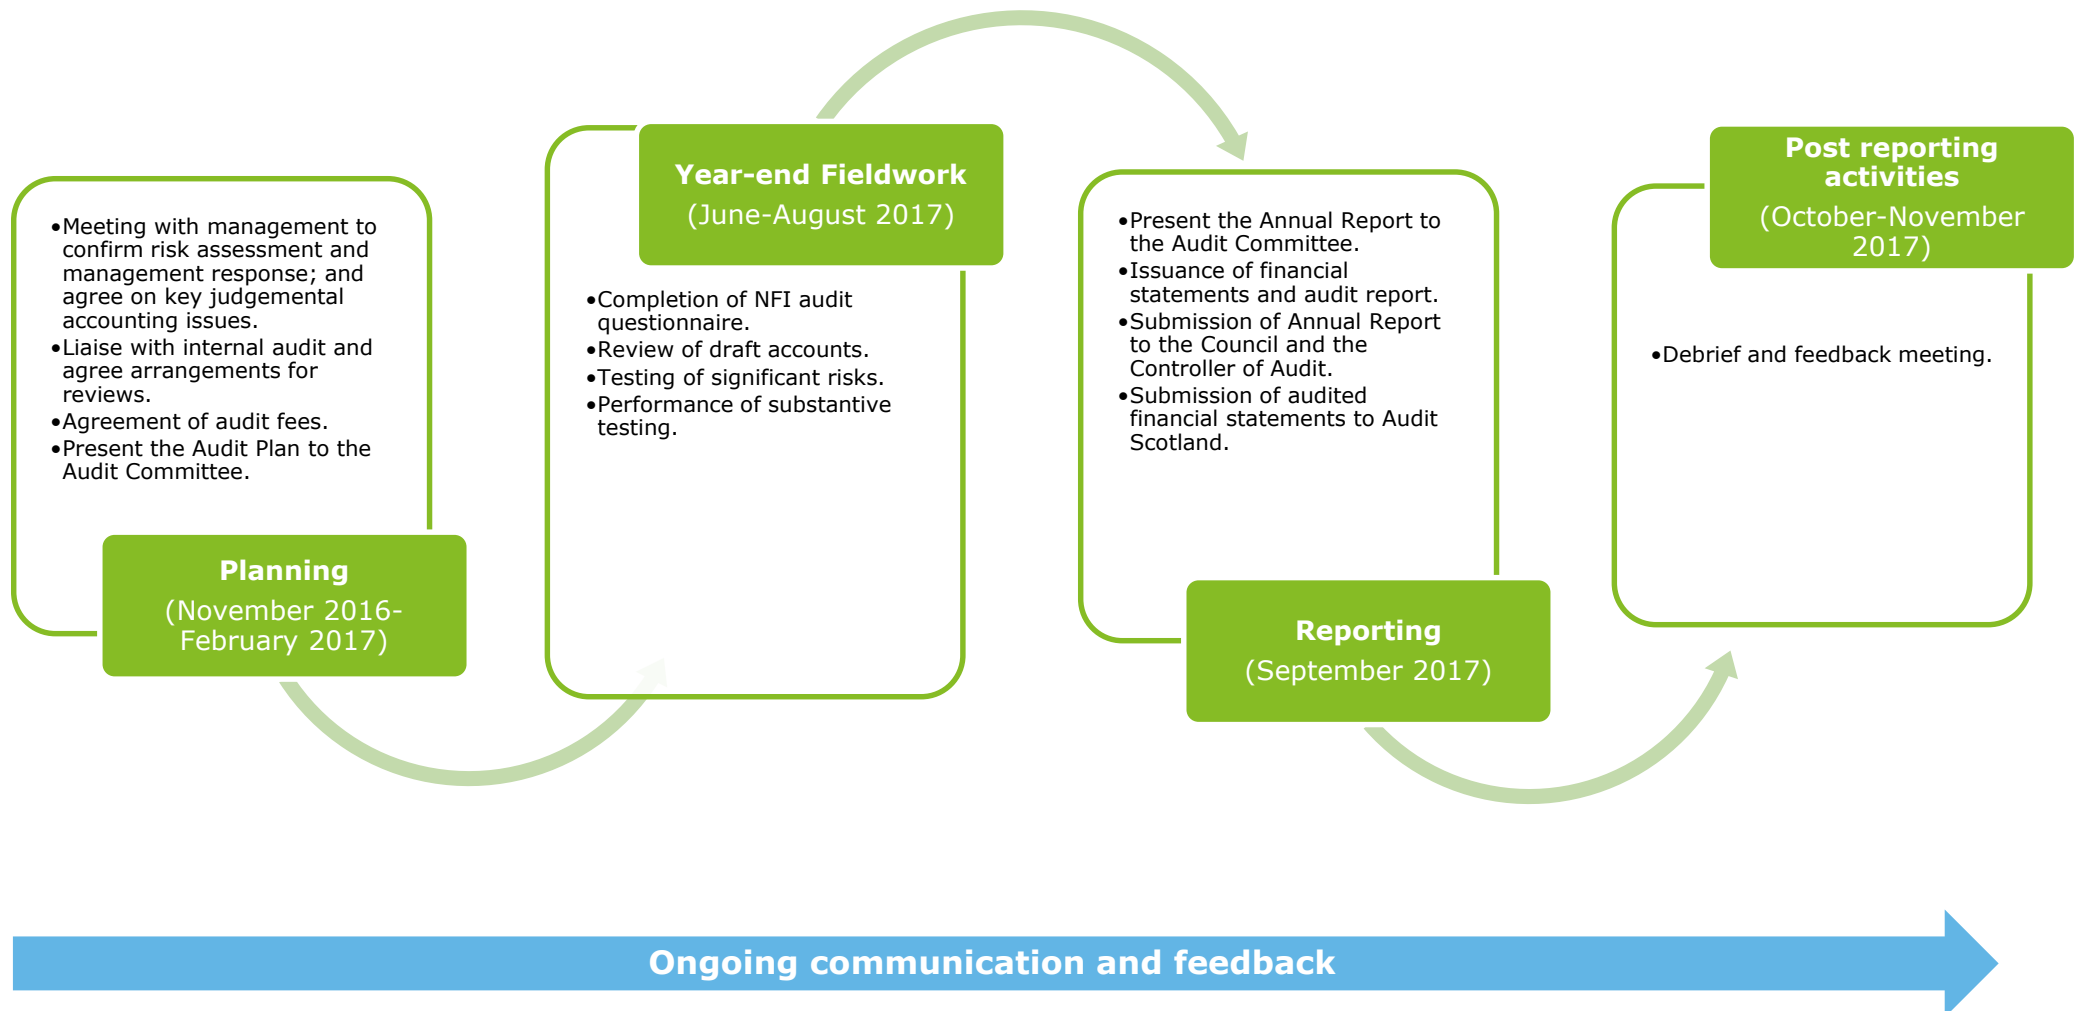 •Meeting with management to
confirm risk assessment and
management response; and
agree on key judgemental
accounting issues.
•Liaise with internal audit and
agree arrangements for
reviews.
•Agreement of audit fees.
•Present the Audit Plan to the
Audit Committee.
Planning
(November 2016-
February 2017)
Year-end Fieldwork
(June-August 2017)
•Completion of NFI audit
questionnaire.
•Review of draft accounts.
•Testing of significant risks.
•Performance of substantive
testing.
•Present the Annual Report to
the Audit Committee.
•Issuance of financial
statements and audit report.
•Submission of Annual Report
to the Council and the
Controller of Audit.
•Submission of audited
financial statements to Audit
Scotland.
Reporting
(September 2017)
Post reporting
activities
(October-November
2017)
•Debrief and feedback meeting.
Ongoing communication and feedback